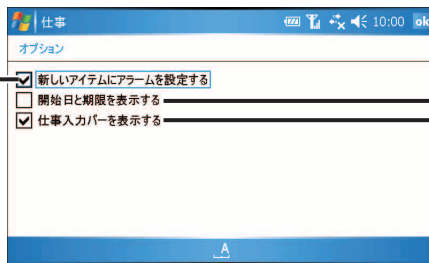 仕事 10:00 ok
オプション
新しいアイテムにアラームを設定する
開始日と期限を表示する
仕事入力バーを表示する
A